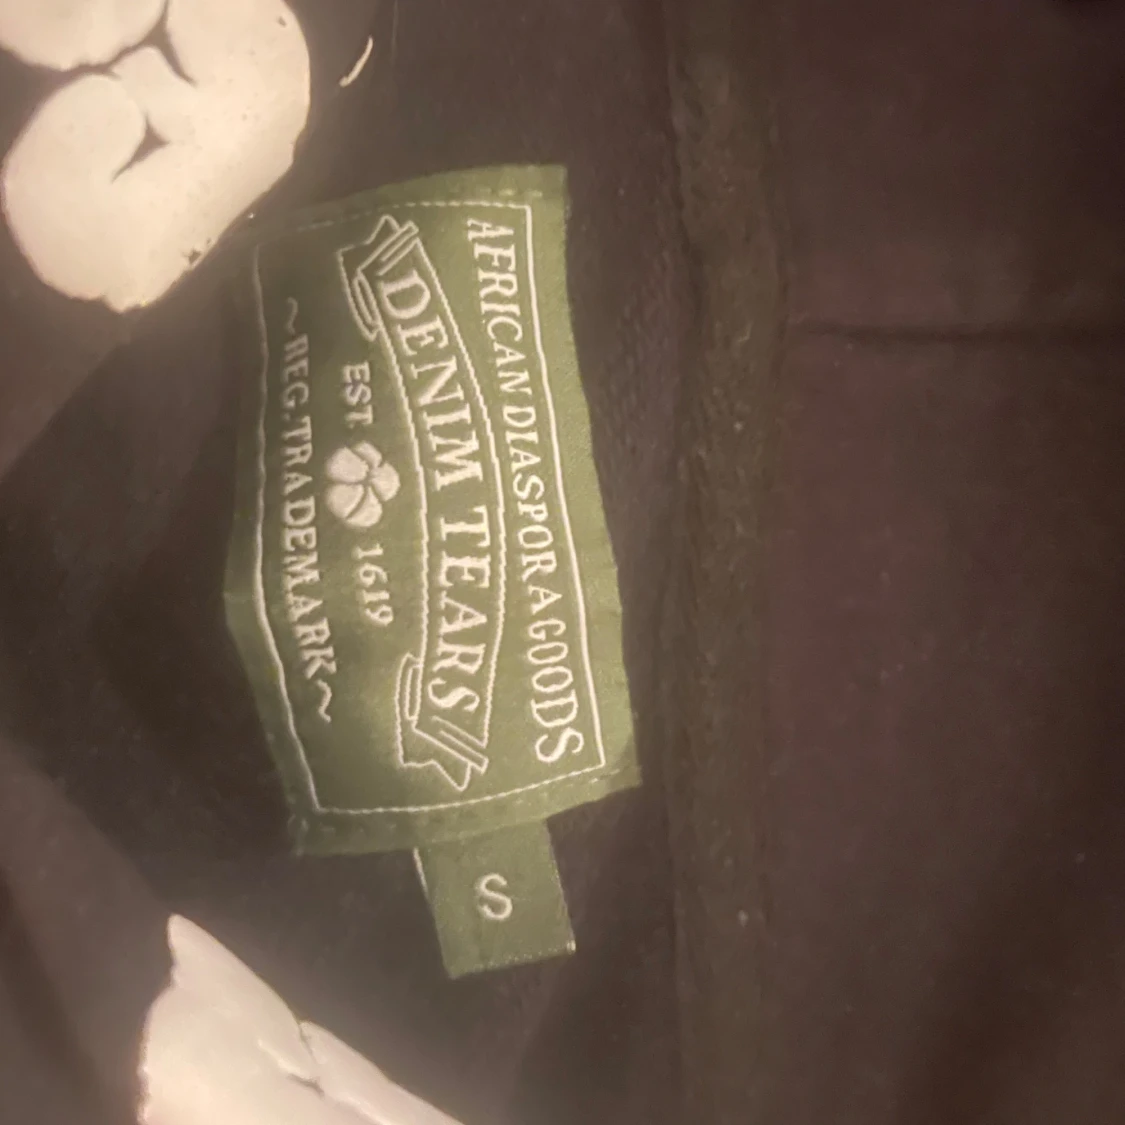 AFRICAN DIASPORA GOODS
DENIM TEARS
EST. 1619
~REG. TRADEMARK~
S